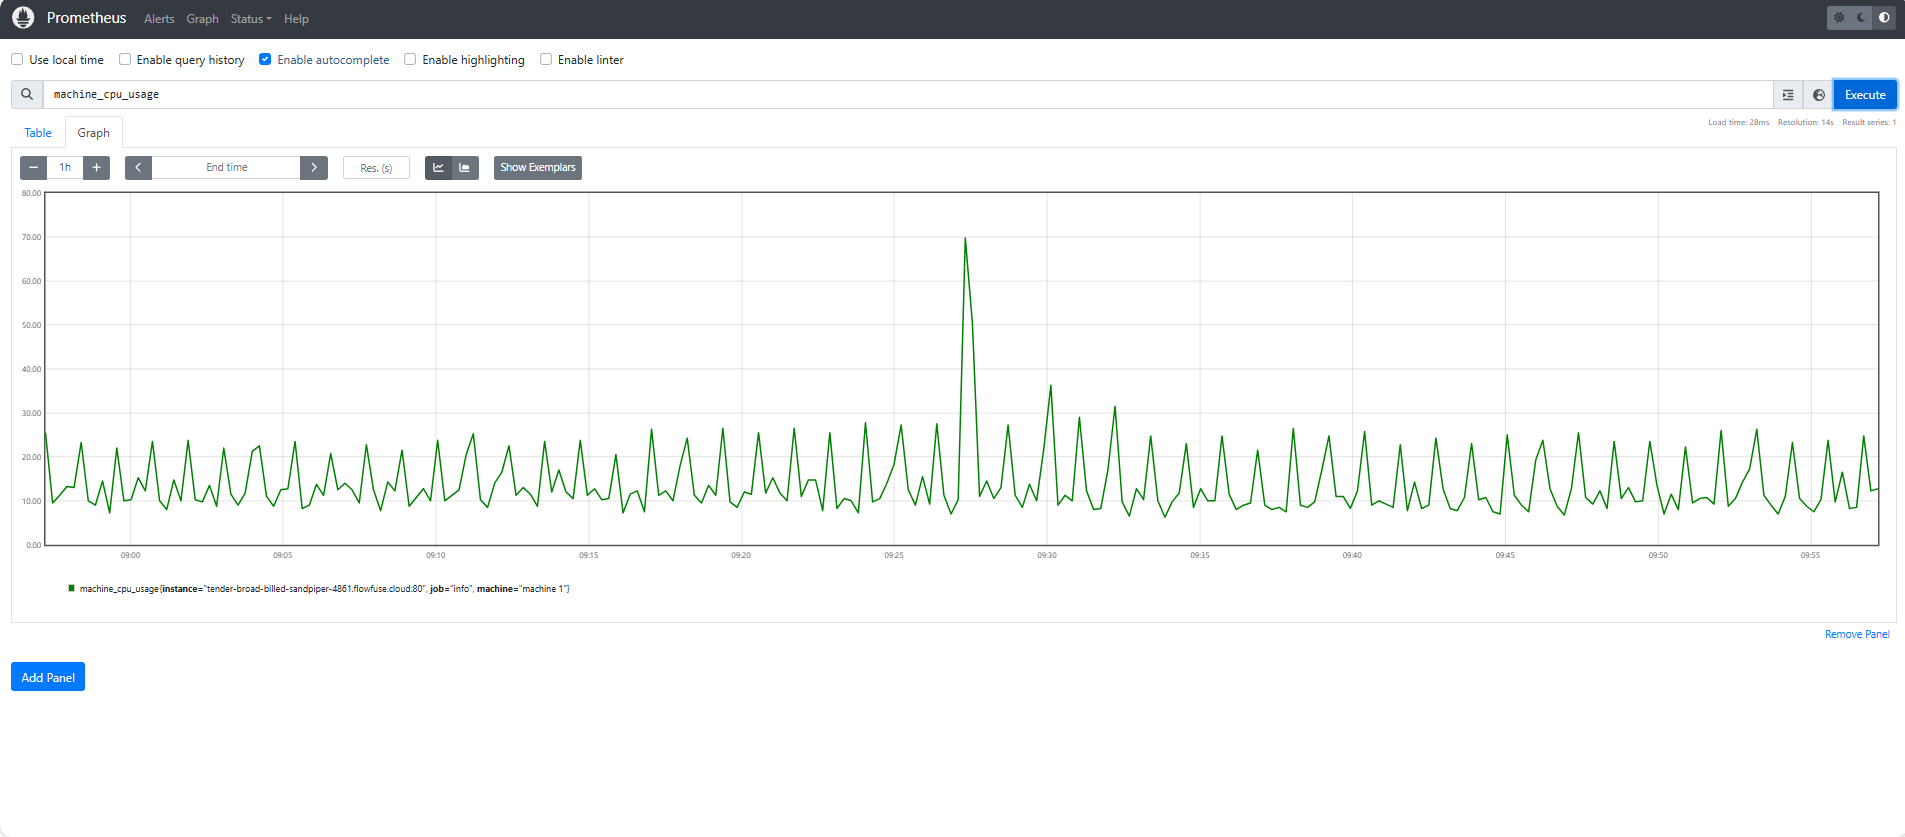 Prometheus Alerts Graph Status Help
Use local time Enable query history Enable autocomplete Enable highlighting Enable linter
machine_cpu_usage Execute
Load time: 28ms Resolution: 14s Result series: 1
Table Graph
1h End time Res. (s) Show Exemplars
80.00
70.00
60.00
50.00
40.00
30.00
20.00
10.00
0.00
09:00 09:05 09:10 09:15 09:20 09:25 09:30 09:35 09:40 09:45 09:50 09:55
machine_cpu_usage{instance="tender-broad-billed-sandpiper-4861.flowfuse.cloud:80", job="info", machine="machine 1"}
Remove Panel
Add Panel